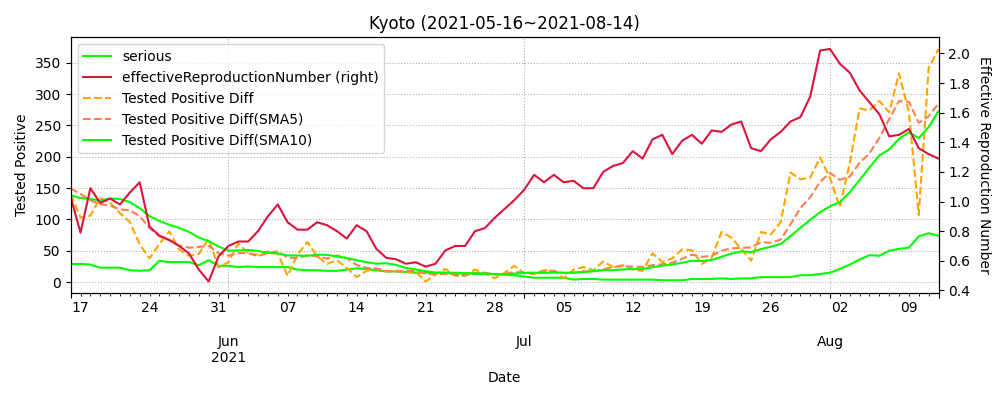 Kyoto (2021-05-16~2021-08-14)
serious
effectiveReproductionNumber (right)
Tested Positive Diff
Tested Positive Diff(SMA5)
Tested Positive Diff(SMA10)
Tested Positive
350
300
250
200
150
100
50
0
Effective Reproduction Number
2.0
1.8
1.6
1.4
1.2
1.0
0.8
0.6
0.4
17 24 31 07 14 21 28 05 12 19 26 02 09
Jun Jul Aug
2021
Date